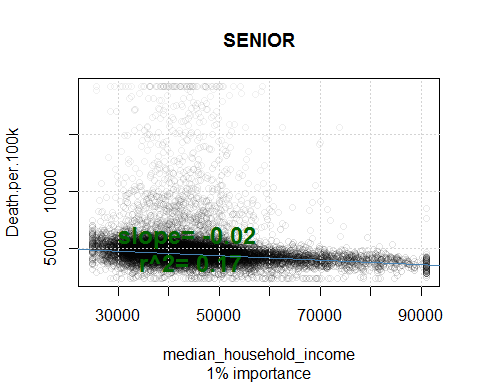 SENIOR
Death.per.100k
10000
5000
slope= -0.02
r^2= 0.17
30000 50000 70000 90000
median_household_income
1% importance